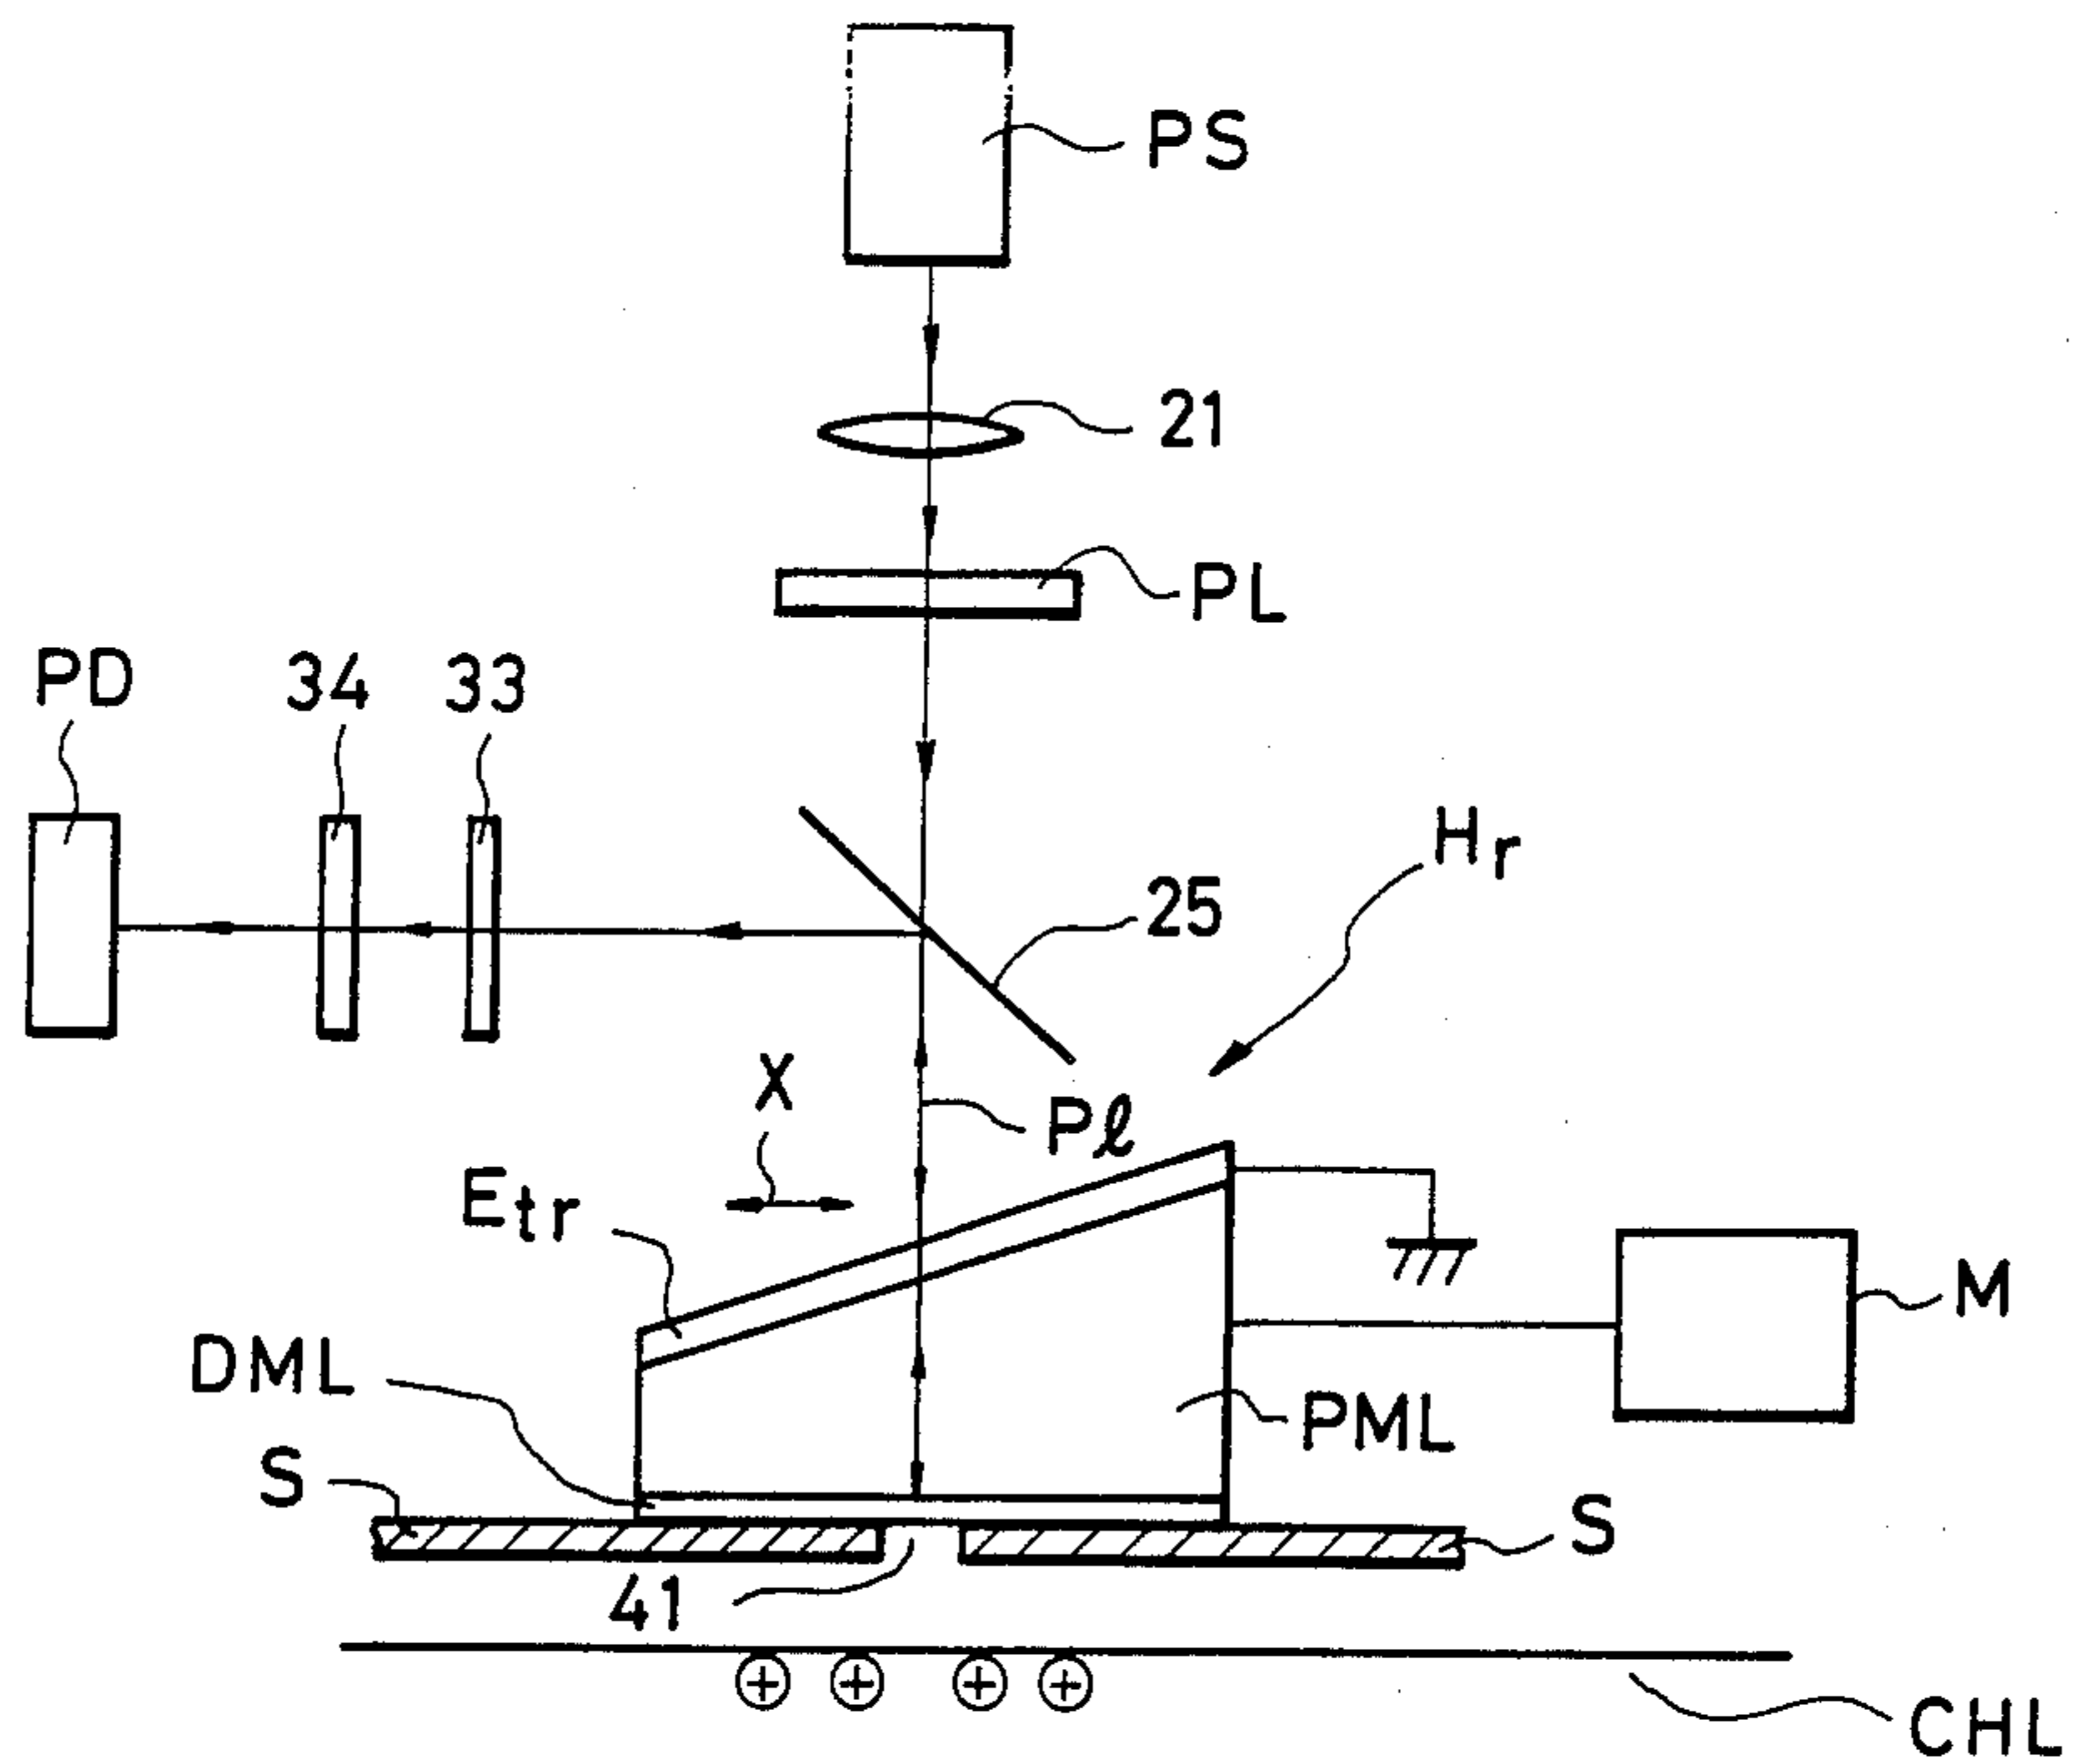 PS
21
PL
PD
34
33
Hr
25
X
Pℓ
Etr
M
DML
PML
S
S
41
+ + + +
CHL